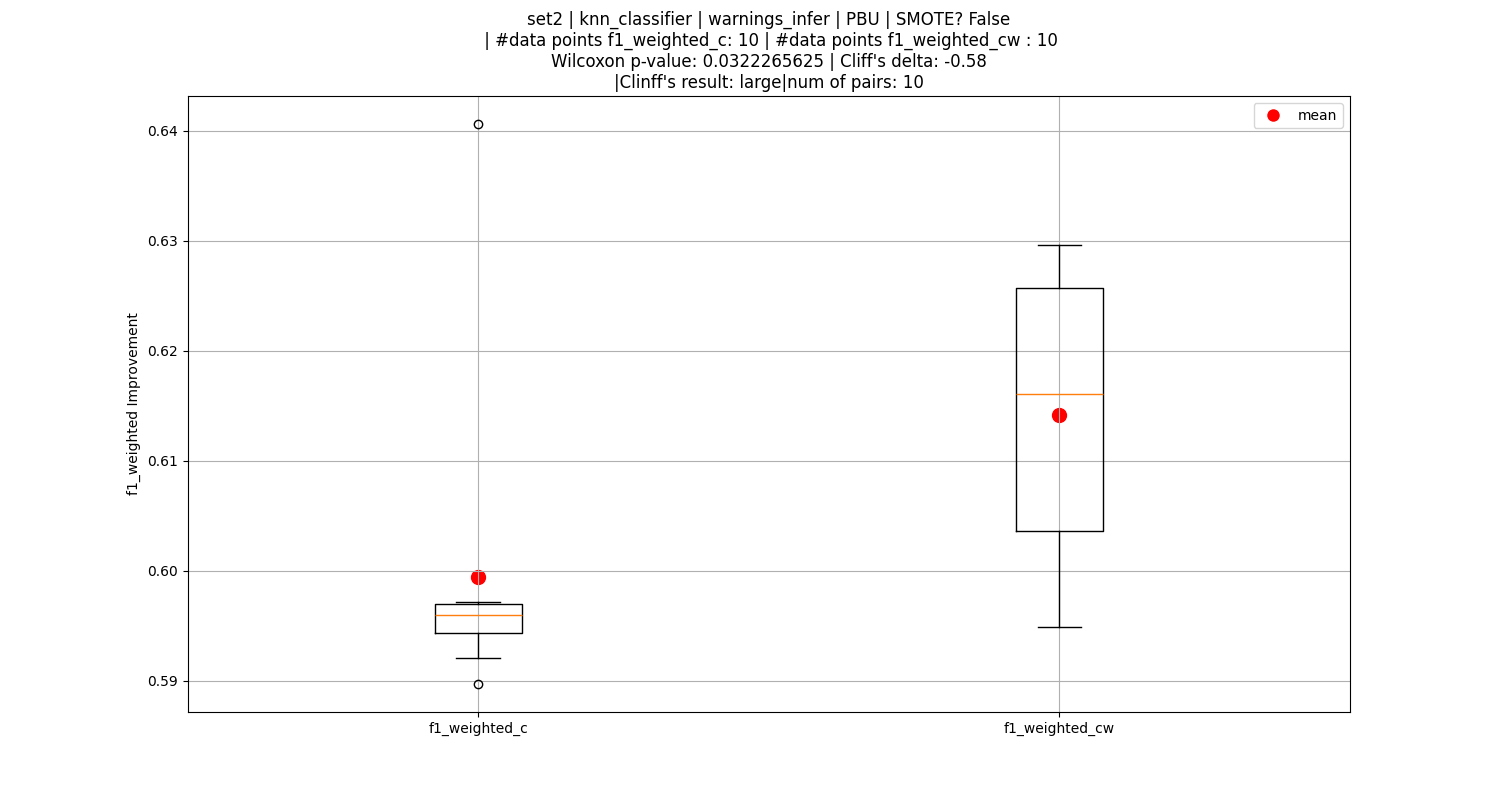 set2 | knn_classifier | warnings_infer | PBU | SMOTE? False
| #data points f1_weighted_c: 10 | #data points f1_weighted_cw : 10
Wilcoxon p-value: 0.0322265625 | Cliff's delta: -0.58
|Clinff's result: large|num of pairs: 10
mean
0.64
0.63
0.62
0.61
0.60
0.59
f1_weighted Improvement
f1_weighted_c
f1_weighted_cw